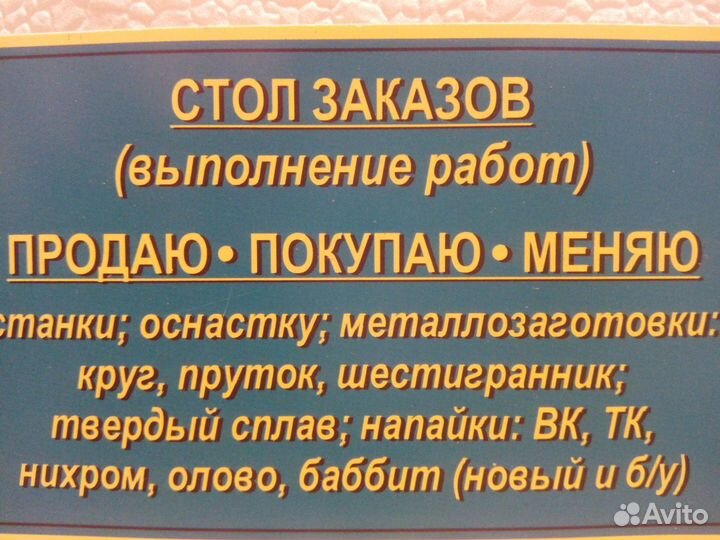 СТОЛ ЗАКАЗОВ
(выполнение работ)
ПРОДАЮ • ПОКУПАЮ • МЕНЯЮ
станки; оснастку; металлозаготовки:
круг, пруток, шестигранник;
твердый сплав; напайки: ВК, ТК,
нихром, олово, баббит (новый и б/у)
Avito